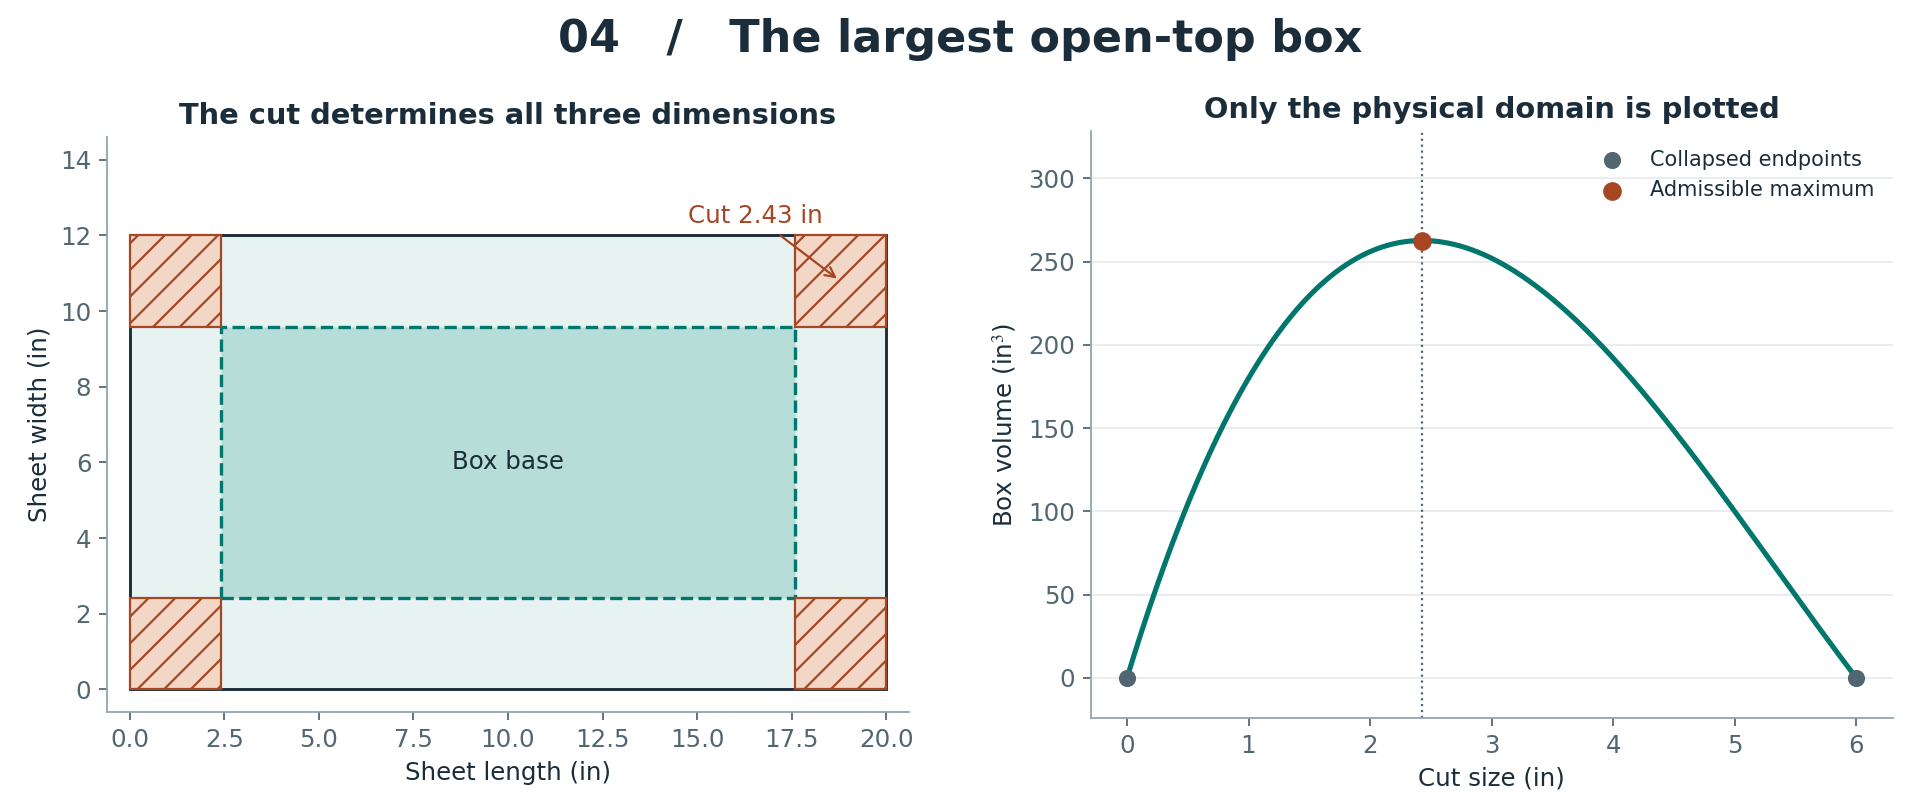 04 / The largest open-top box
The cut determines all three dimensions
14
12
10
8
6
4
2
0
Sheet width (in)
Cut 2.43 in
Box base
0.0 2.5 5.0 7.5 10.0 12.5 15.0 17.5 20.0
Sheet length (in)
Only the physical domain is plotted
300
250
200
150
100
50
0
Box volume (in³)
Collapsed endpoints
Admissible maximum
0 1 2 3 4 5 6
Cut size (in)